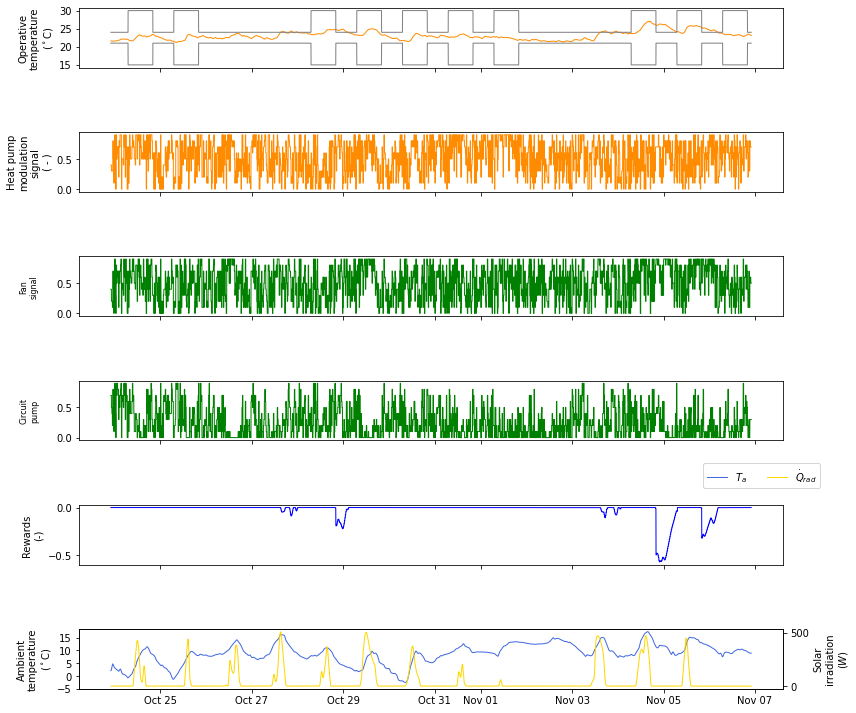 Operative
temperature
(°C)
30
25
20
15
Heat pump
modulation
signal
( - )
0.5
0.0
Fan
signal
0.5
0.0
Circuit
pump
0.5
0.0
T_a
Q̇_rad
Rewards
(-)
0.0
−0.5
Ambient
temperature
(°C)
15
10
5
0
−5
500
0
Solar
irradiation
(W)
Oct 25 Oct 27 Oct 29 Oct 31 Nov 01 Nov 03 Nov 05 Nov 07